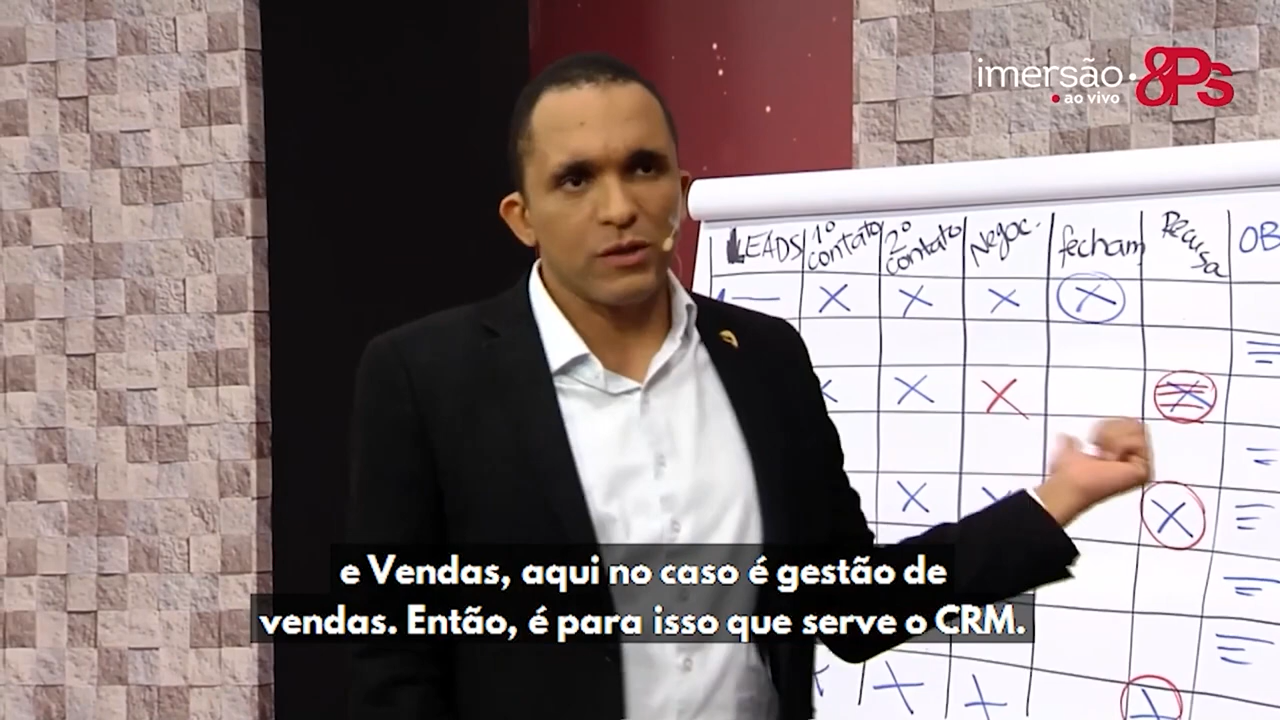 imersão • 8Ps
• ao vivo
LEADS 1º contato 2º contato Negoc. fecham Recusa OB
X X X X
X X
X
X
X X
e Vendas, aqui no caso é gestão de
vendas. Então, é para isso que serve o CRM.